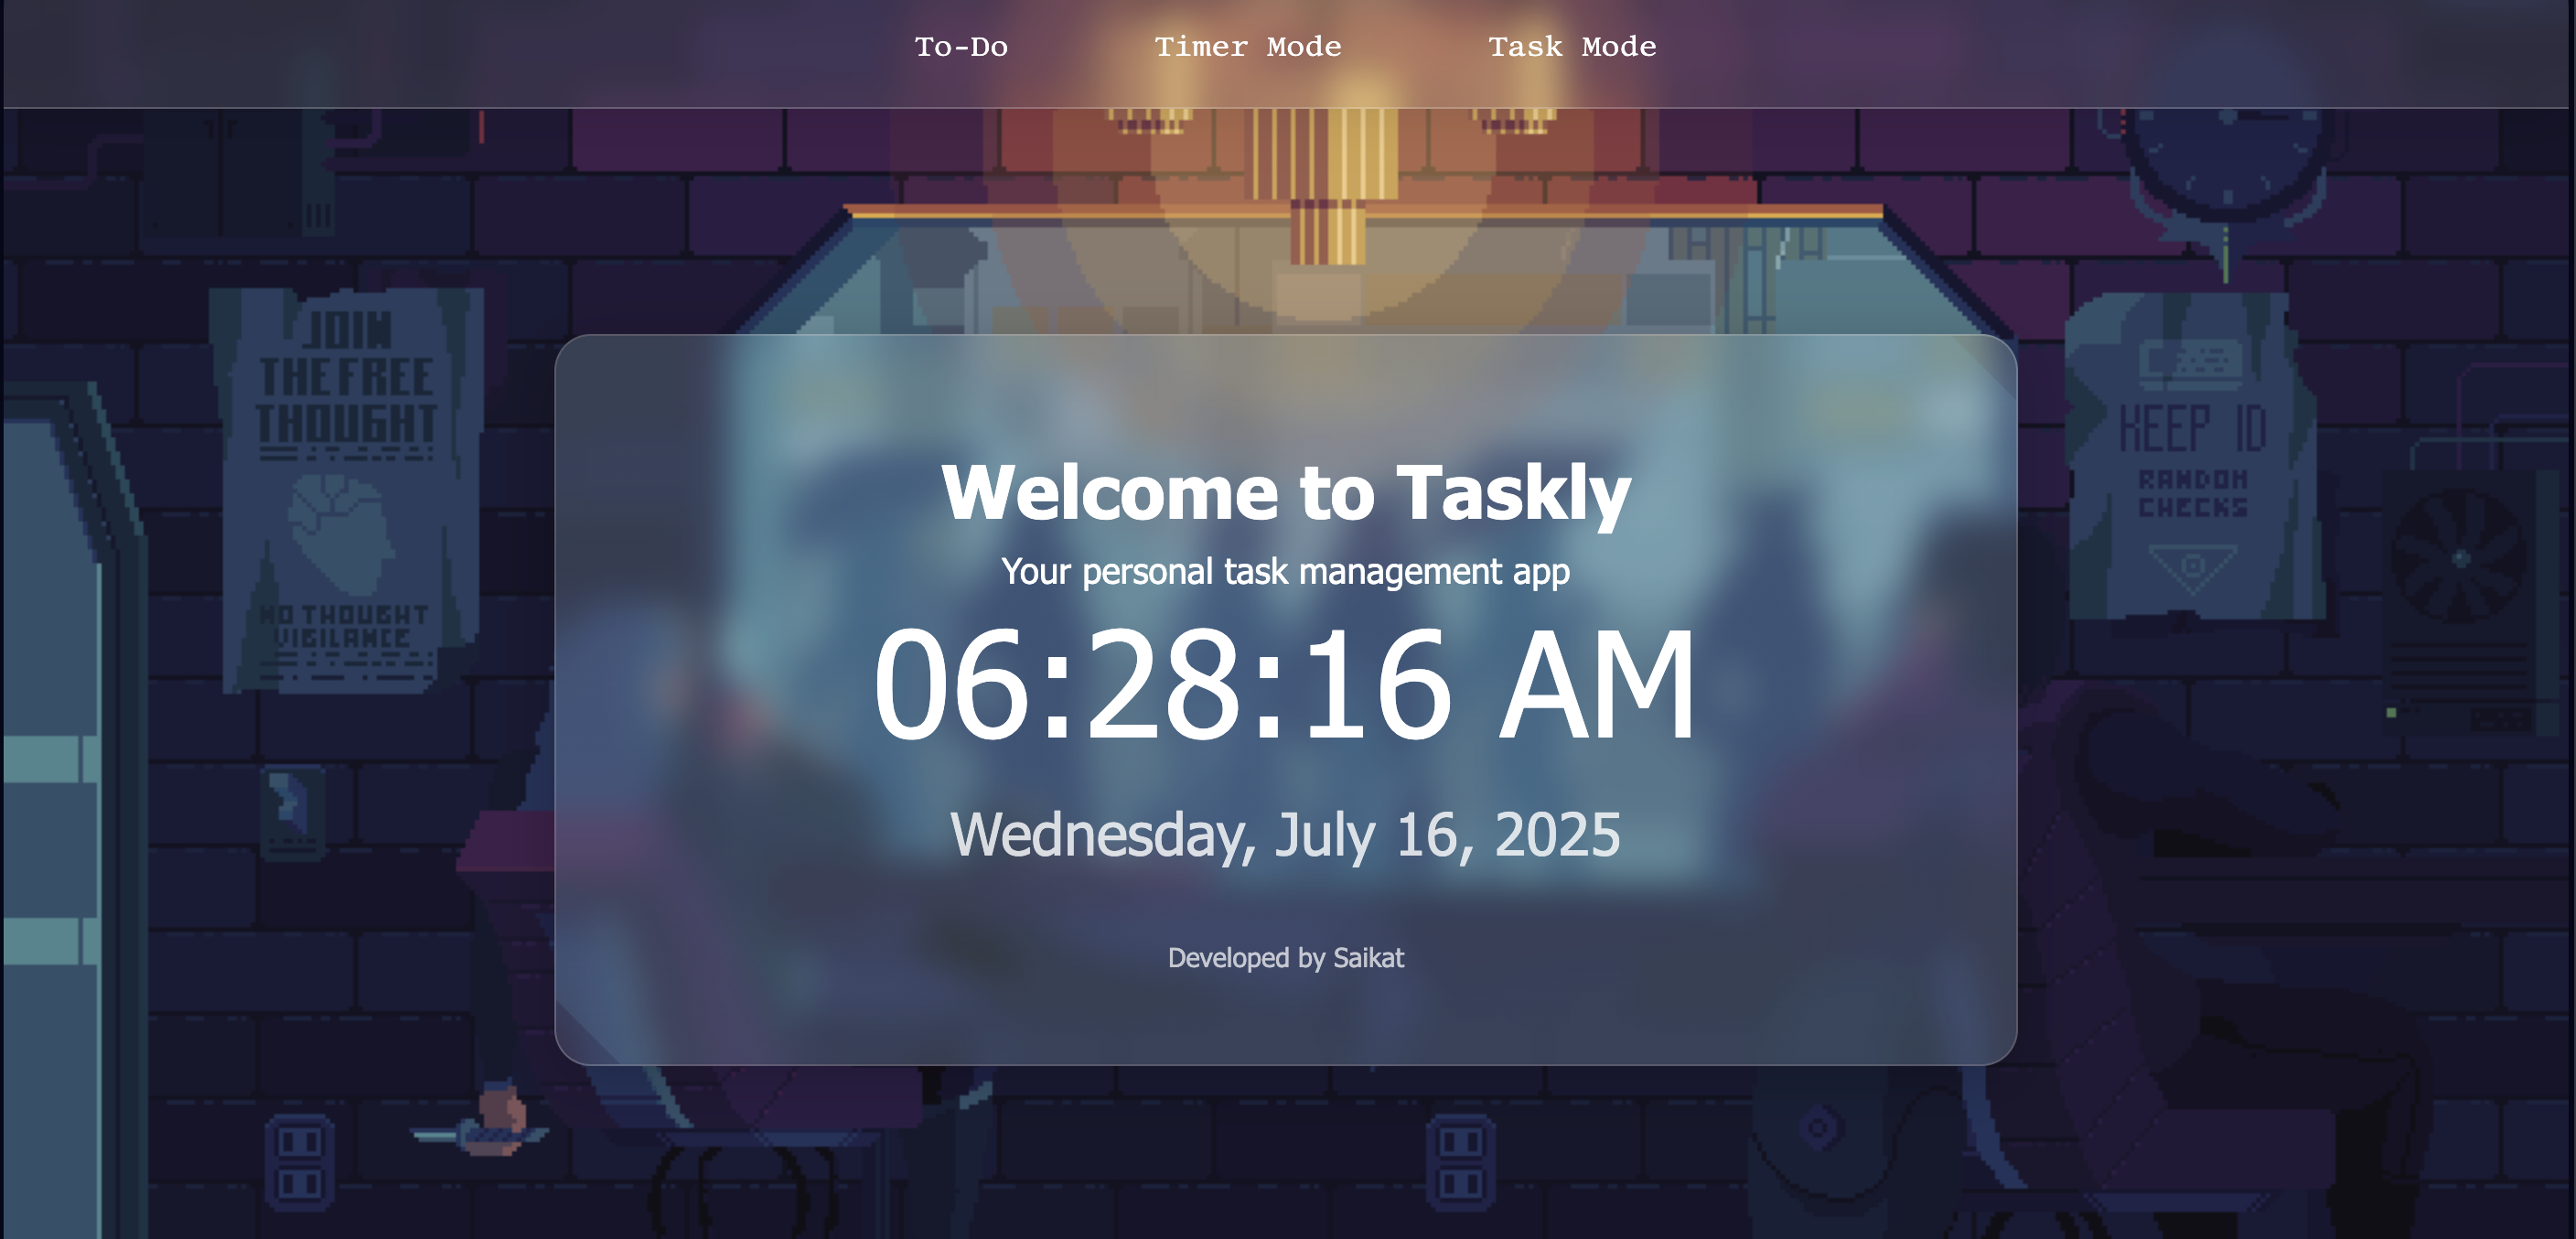 To-Do Timer Mode Task Mode
JOIN
THE FREE
THOUGHT
NO THOUGHT
VIGILANCE
KEEP ID
RANDOM
CHECKS
Welcome to Taskly
Your personal task management app
06:28:16 AM
Wednesday, July 16, 2025
Developed by Saikat